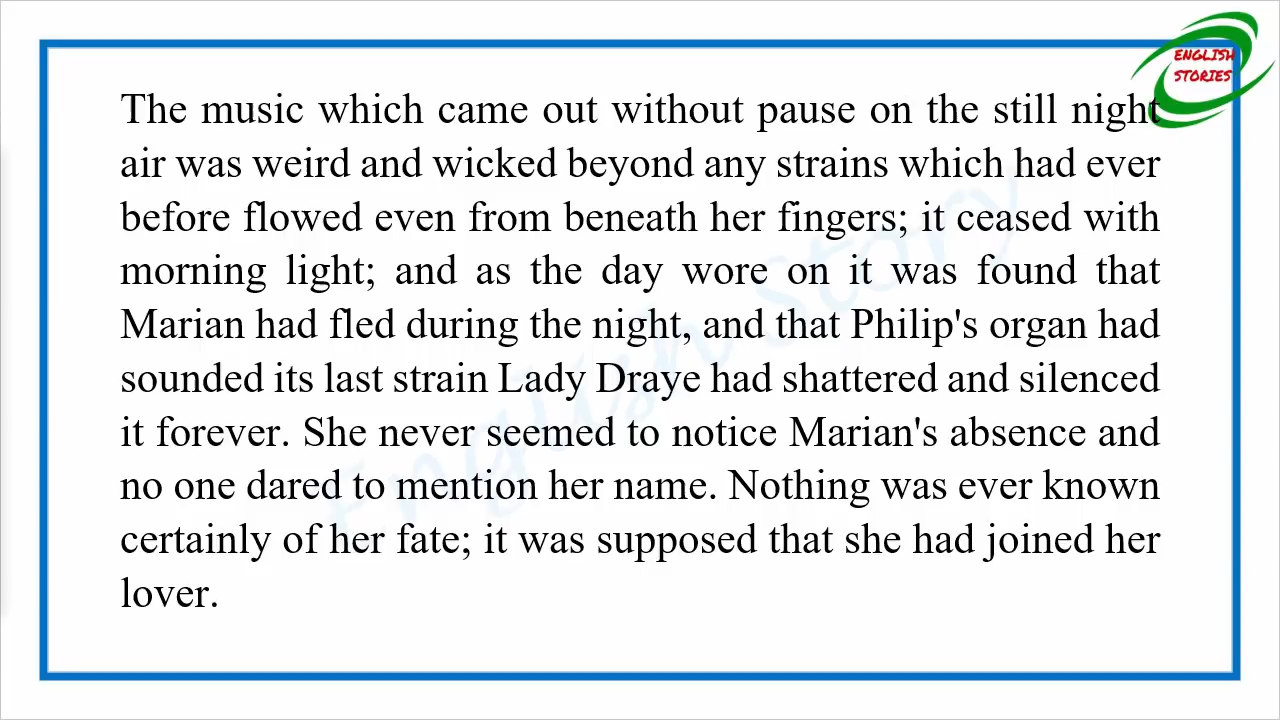 ENGLISH
STORIES
The music which came out without pause on the still night
air was weird and wicked beyond any strains which had ever
before flowed even from beneath her fingers; it ceased with
morning light; and as the day wore on it was found that
Marian had fled during the night, and that Philip's organ had
sounded its last strain Lady Draye had shattered and silenced
it forever. She never seemed to notice Marian's absence and
no one dared to mention her name. Nothing was ever known
certainly of her fate; it was supposed that she had joined her
lover.
English Story